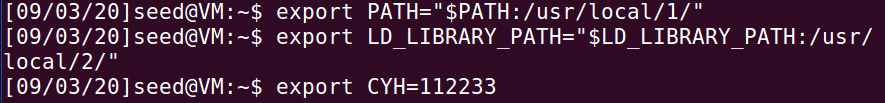 [09/03/20]seed@VM:~$ export PATH="$PATH:/usr/local/1/"
[09/03/20]seed@VM:~$ export LD_LIBRARY_PATH="$LD_LIBRARY_PATH:/usr/
local/2/"
[09/03/20]seed@VM:~$ export CYH=112233